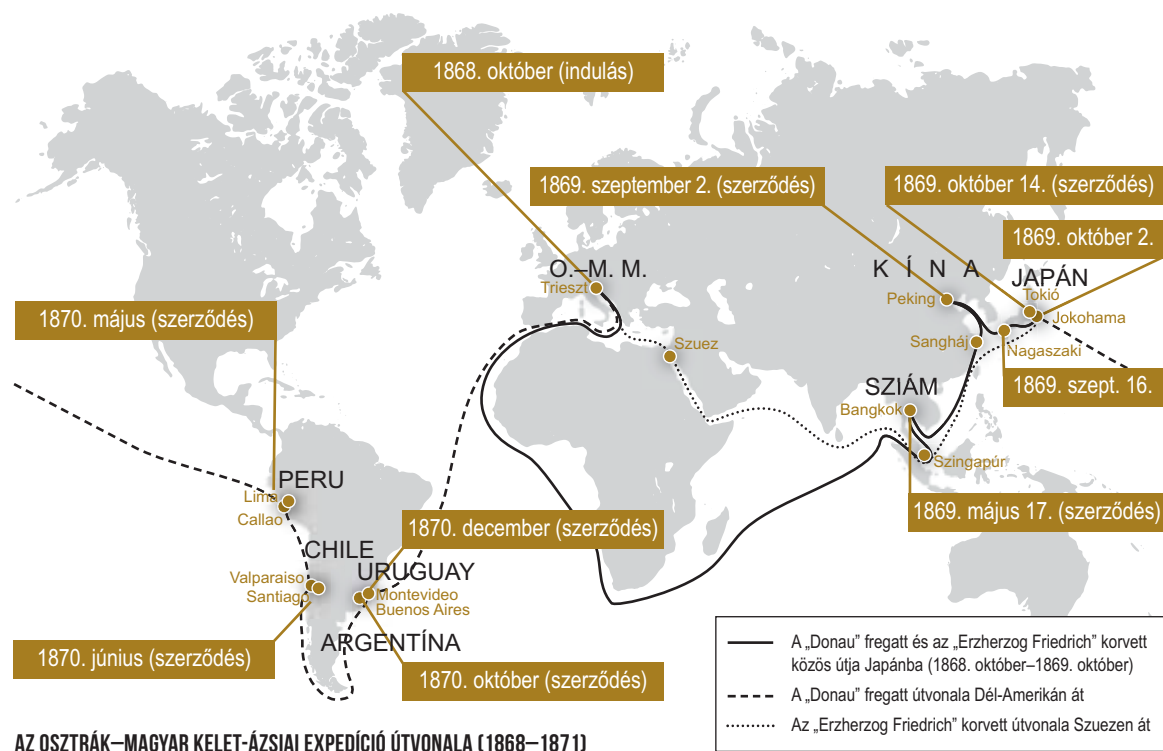 1868. október (indulás)
1869. szeptember 2. (szerződés)
1869. október 14. (szerződés)
1869. október 2.
O.–M. M.
Trieszt
K Í N A
JAPÁN
Peking
Tokió
Jokohama
1870. május (szerződés)
Szuez
Sangháj
Nagaszaki
SZIÁM
1869. szept. 16.
Bangkok
Szingapúr
PERU
Lima
Callao
1869. május 17. (szerződés)
1870. december (szerződés)
CHILE
URUGUAY
Valparaiso
Santiago
Montevideo
Buenos Aires
ARGENTÍNA
1870. június (szerződés)
1870. október (szerződés)
A „Donau” fregatt és az „Erzherzog Friedrich” korvett
közös útja Japánba (1868. október–1869. október)
A „Donau” fregatt útvonala Dél-Amerikán át
Az „Erzherzog Friedrich” korvett útvonala Szuezen át
AZ OSZTRÁK–MAGYAR KELET-ÁZSIAI EXPEDÍCIÓ ÚTVONALA (1868–1871)